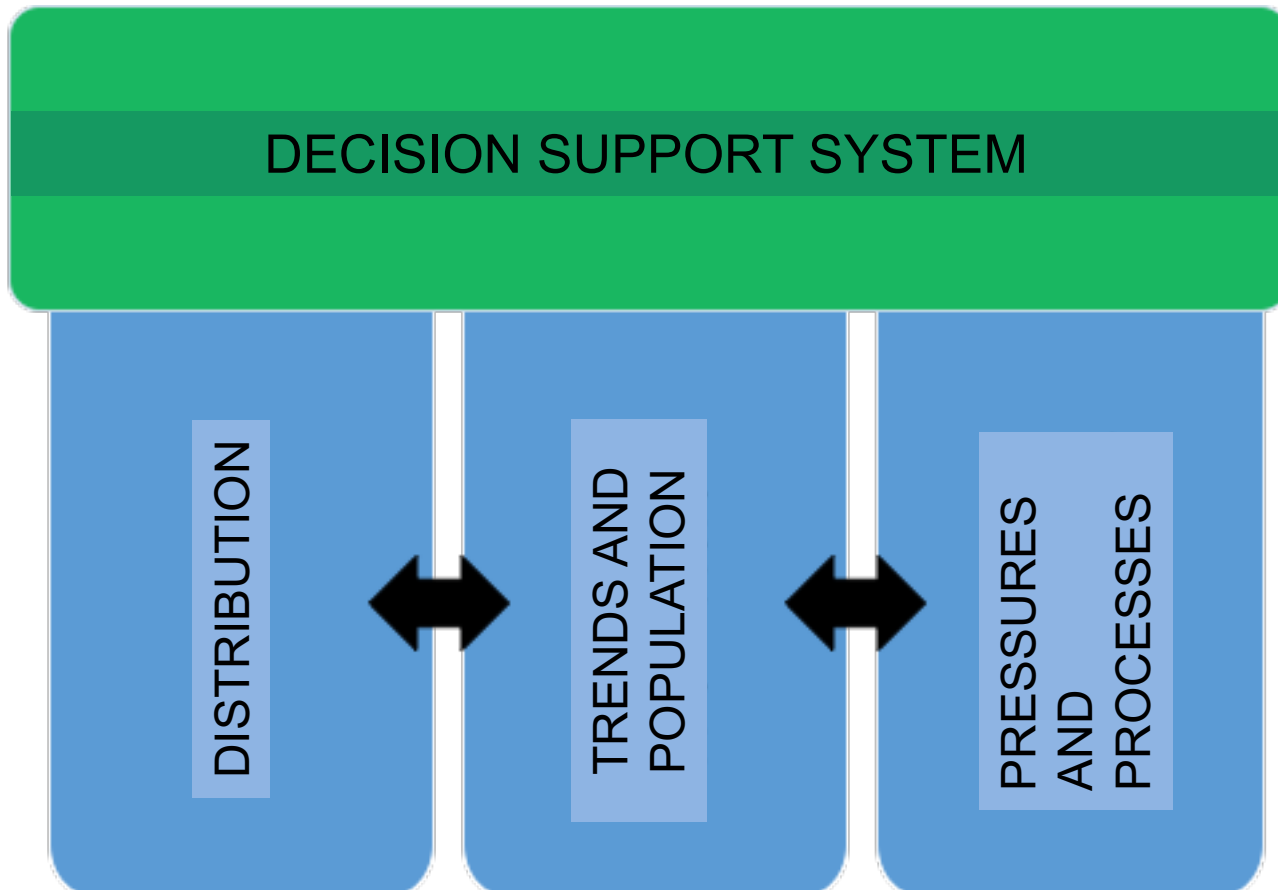 DECISION SUPPORT SYSTEM
DISTRIBUTION
TRENDS AND
POPULATION
PRESSURES
AND
PROCESSES